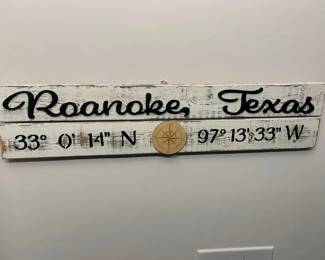 Roanoke, Texas
33° 0' 14" N 97° 13' 33" W